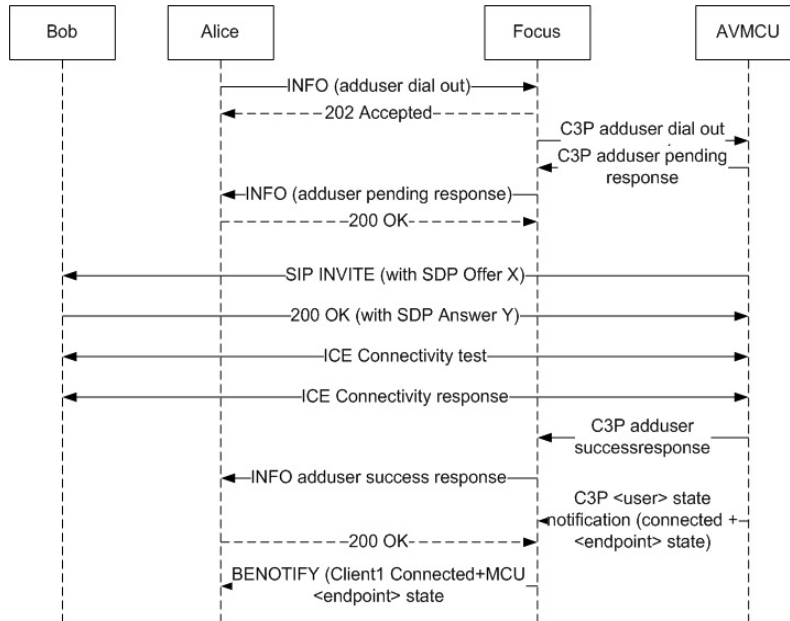 Bob
Alice
Focus
AVMCU
INFO (adduser dial out)
202 Accepted
C3P adduser dial out
C3P adduser pending
response
INFO (adduser pending response)
200 OK
SIP INVITE (with SDP Offer X)
200 OK (with SDP Answer Y)
ICE Connectivity test
ICE Connectivity response
C3P adduser
successresponse
INFO adduser success response
C3P <user> state
notification (connected +
<endpoint> state)
200 OK
BENOTIFY (Client1 Connected+MCU
<endpoint> state